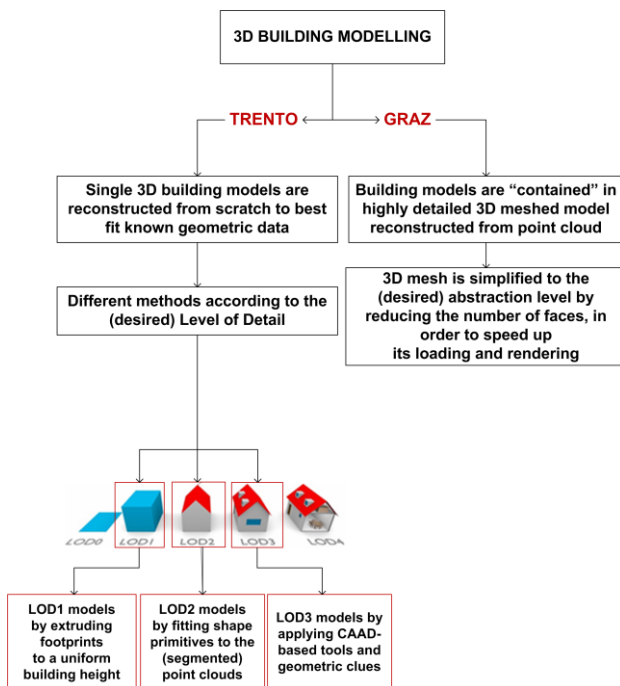 3D BUILDING MODELLING
TRENTO
GRAZ
Single 3D building models are
reconstructed from scratch to best
fit known geometric data
Building models are “contained” in
highly detailed 3D meshed model
reconstructed from point cloud
Different methods according to the
(desired) Level of Detail
3D mesh is simplified to the
(desired) abstraction level by
reducing the number of faces, in
order to speed up
its loading and rendering
LOD0
LOD1
LOD2
LOD3
LOD4
LOD1 models
by extruding
footprints
to a uniform
building height
LOD2 models
by fitting shape
primitives to the
(segmented)
point clouds
LOD3 models by
applying CAAD-
based tools and
geometric clues